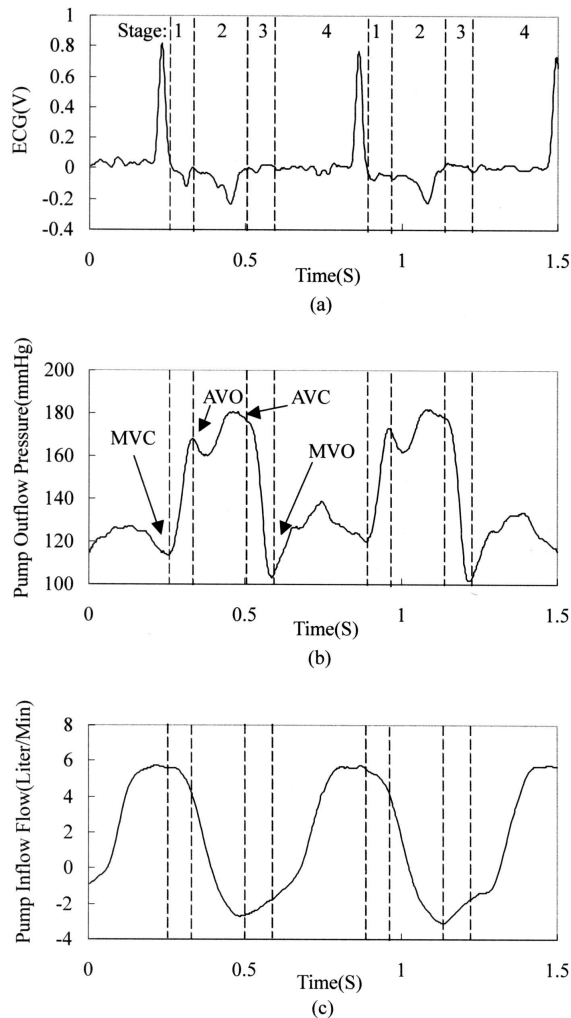 Stage: 1 2 3 4 1 2 3 4
1
0.8
0.6
0.4
0.2
0
-0.2
-0.4
ECG(V)
0 0.5 1 1.5
Time(S)
(a)
200
180
160
140
120
100
Pump Outflow Pressure(mmHg)
AVO
AVC
MVC
MVO
0 0.5 1 1.5
Time(S)
(b)
8
6
4
2
0
-2
-4
Pump Inflow Flow(Liter/Min)
0 0.5 1 1.5
Time(S)
(c)